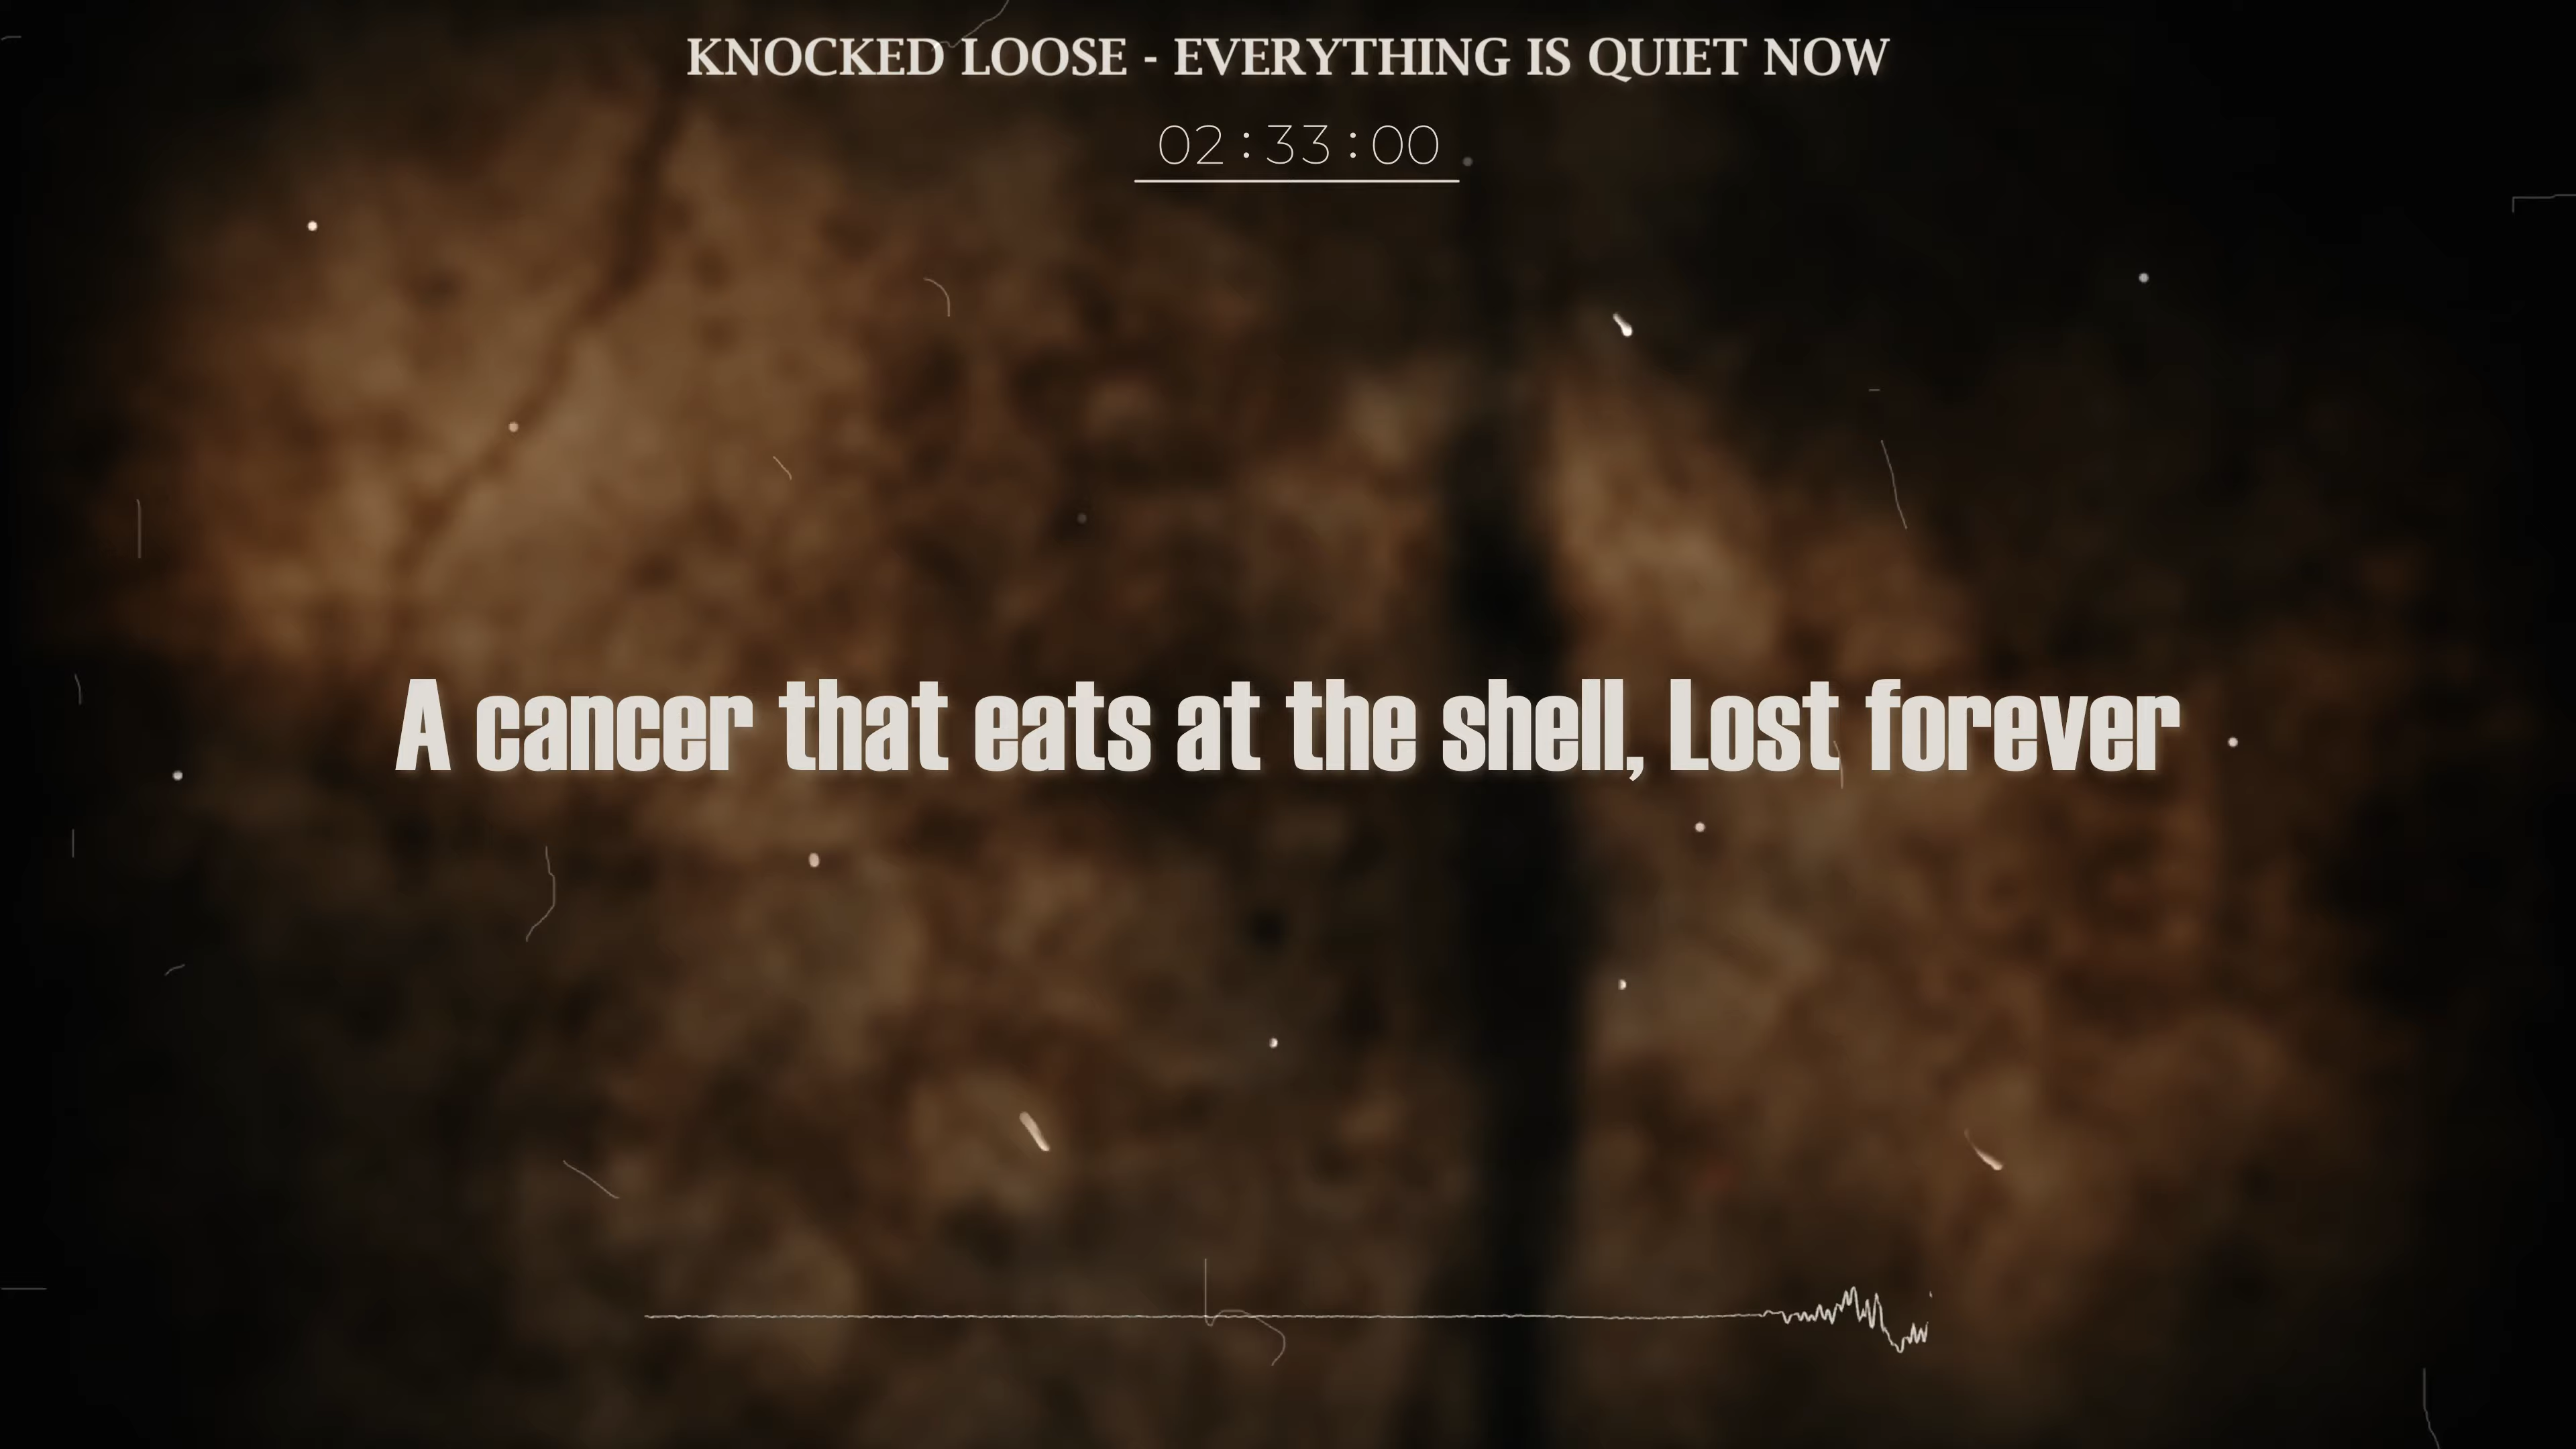 KNOCKED LOOSE - EVERYTHING IS QUIET NOW
02:33:00
A cancer that eats at the shell, Lost forever